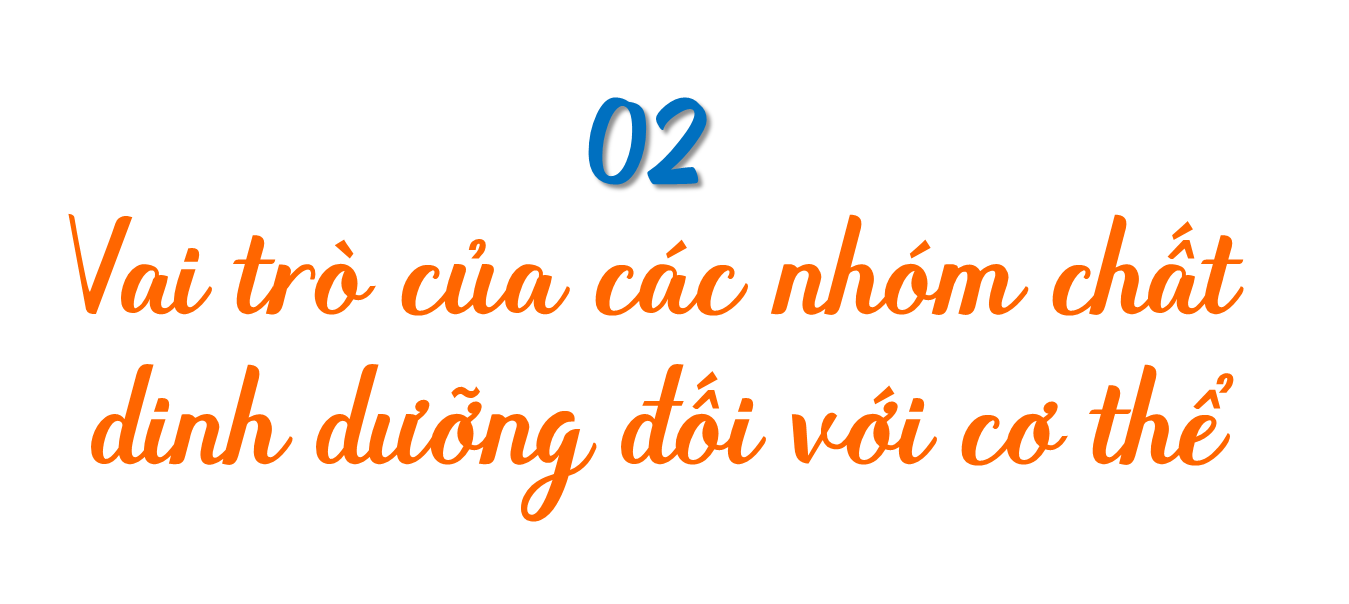 02
Vai trò của các nhóm chất
dinh dưỡng đối với cơ thể